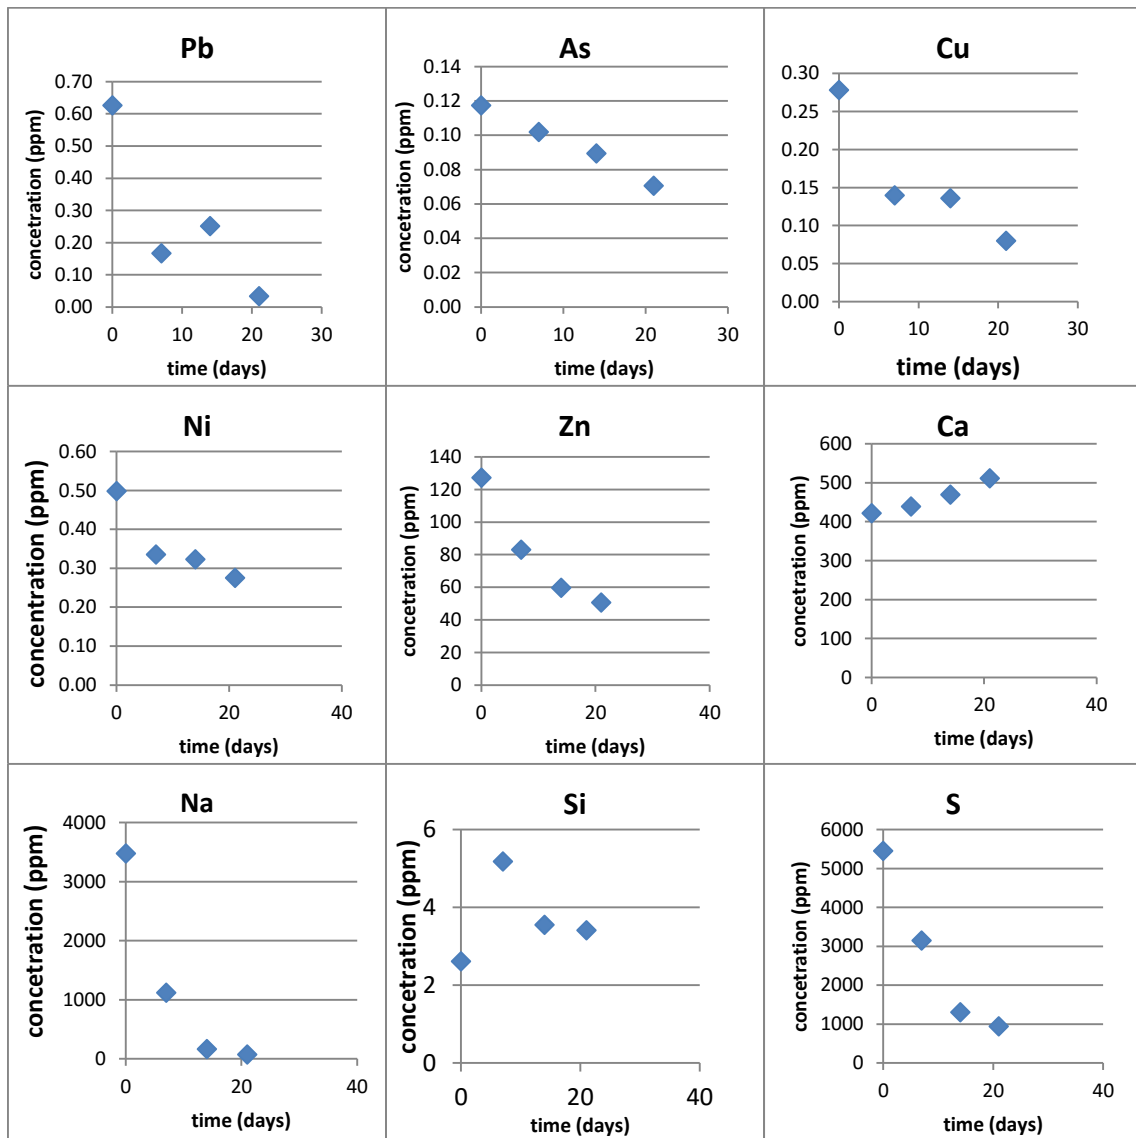 Pb
concetration (ppm)
0.70
0.60
0.50
0.40
0.30
0.20
0.10
0.00
0 10 20 30
time (days)
As
concetration (ppm)
0.14
0.12
0.10
0.08
0.06
0.04
0.02
0.00
0 10 20 30
time (days)
Cu
concetration (ppm)
0.30
0.25
0.20
0.15
0.10
0.05
0.00
0 10 20 30
time (days)
Ni
concentration (ppm)
0.60
0.50
0.40
0.30
0.20
0.10
0.00
0 20 40
time (days)
Zn
concetration (ppm)
140
120
100
80
60
40
20
0
0 20 40
time (days)
Ca
concetration (ppm)
600
500
400
300
200
100
0
0 20 40
time (days)
Na
concetration (ppm)
4000
3000
2000
1000
0
0 20 40
time (days)
Si
concetration (ppm)
6
4
2
0
0 20 40
time (days)
S
concetration (ppm)
6000
5000
4000
3000
2000
1000
0
0 20 40
time (days)